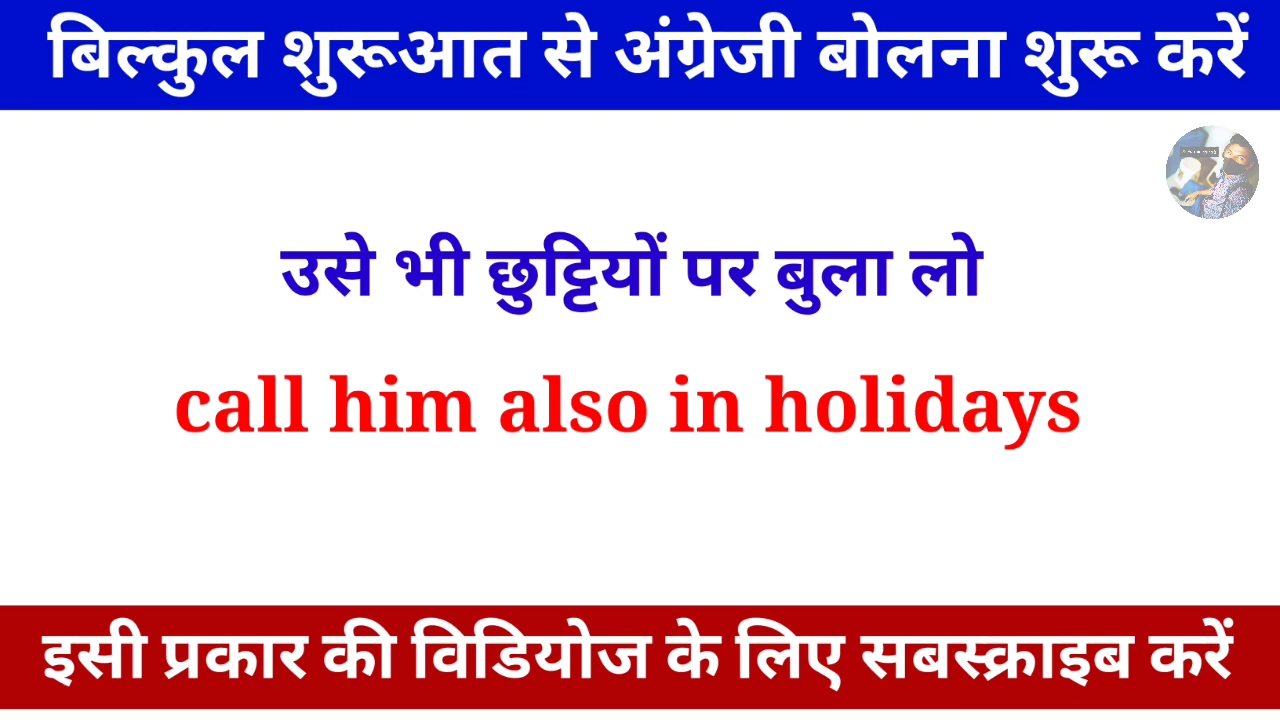 बिल्कुल शुरूआत से अंग्रेजी बोलना शुरू करें
उसे भी छुट्टियों पर बुला लो
call him also in holidays
इसी प्रकार की विडियोज के लिए सबस्क्राइब करें